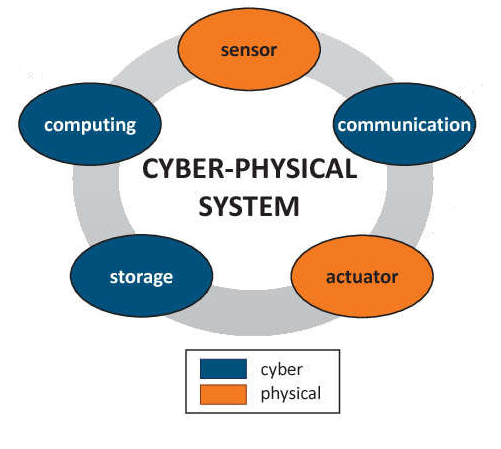 sensor
computing
communication
CYBER-PHYSICAL
SYSTEM
storage
actuator
cyber
physical